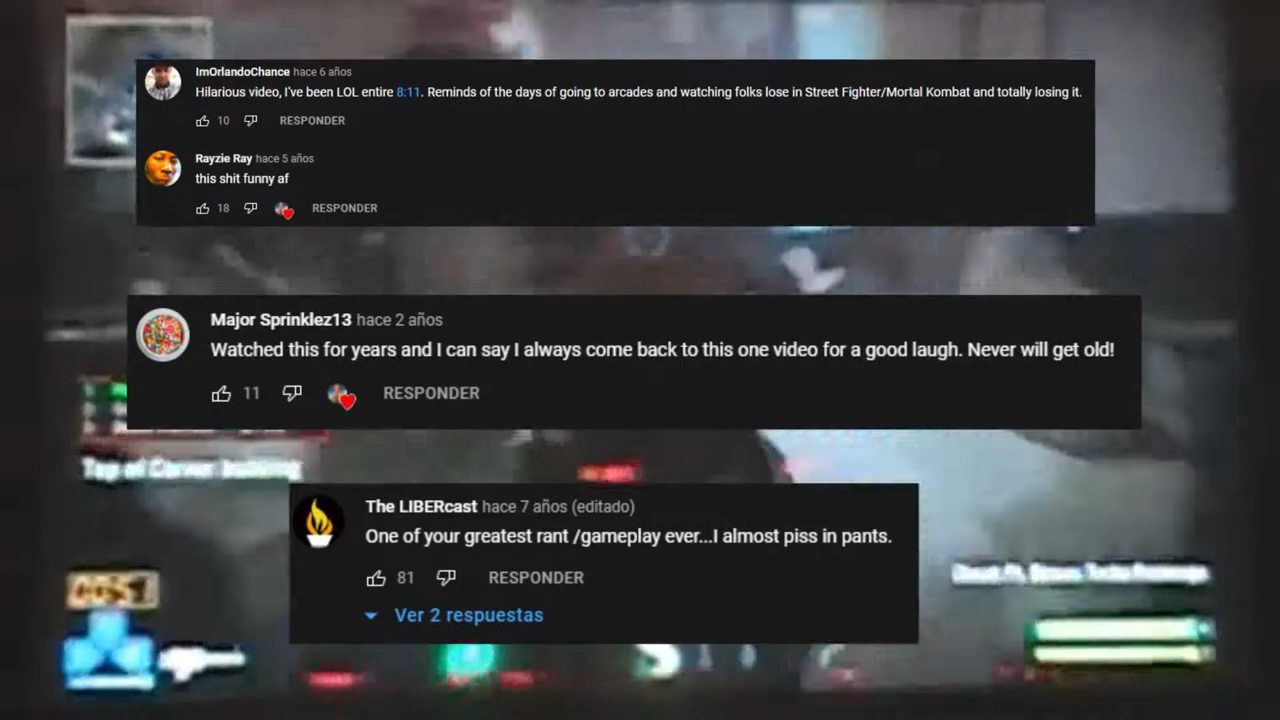 ImOrlandoChance hace 6 años
Hilarious video, I've been LOL entire 8:11. Reminds of the days of going to arcades and watching folks lose in Street Fighter/Mortal Kombat and totally losing it.
10 RESPONDER
Rayzie Ray hace 5 años
this shit funny af
18 RESPONDER
Major Sprinklez13 hace 2 años
Watched this for years and I can say I always come back to this one video for a good laugh. Never will get old!
11 RESPONDER
Top of Corver building
The LIBERcast hace 7 años (editado)
One of your greatest rant /gameplay ever...I almost piss in pants.
81 RESPONDER
Ver 2 respuestas